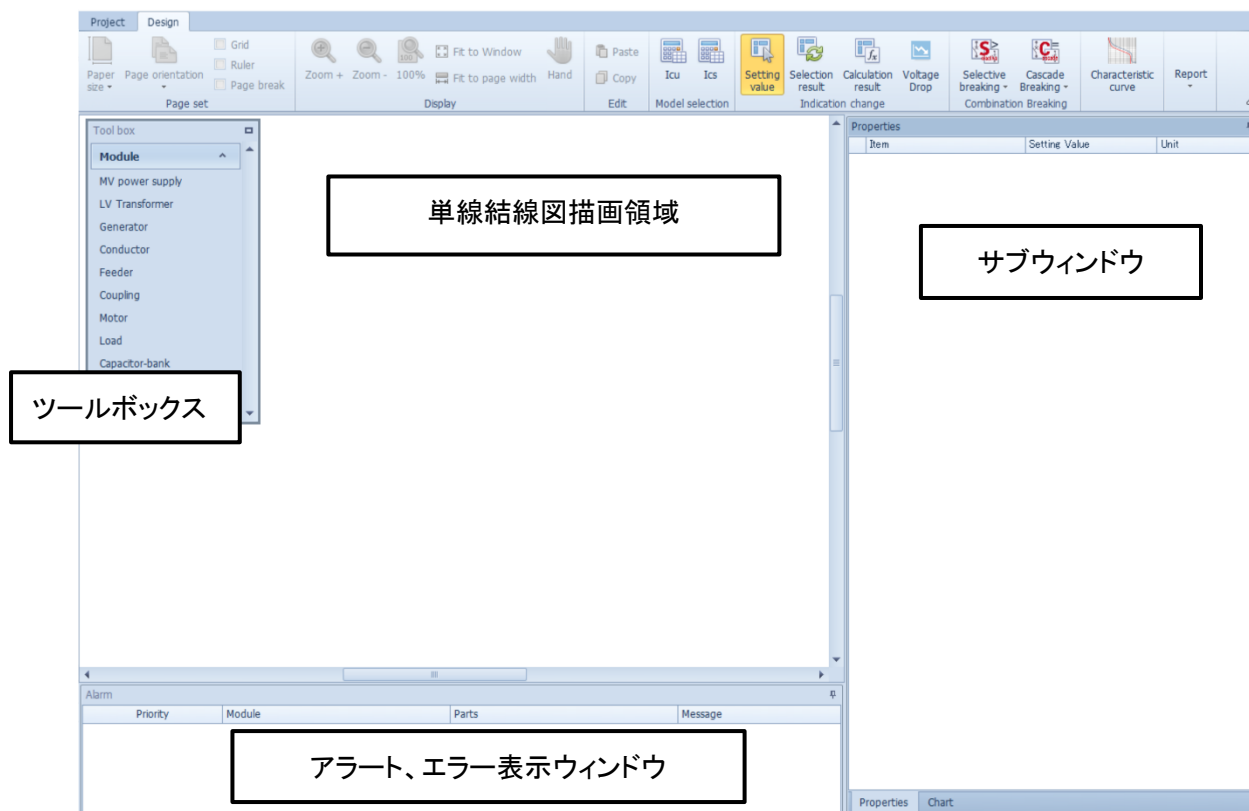 Project Design
Paper size
Page orientation
Grid
Ruler
Page break
Page set
Zoom +
Zoom -
100
100%
Fit to Window
Fit to page width
Hand
Display
Paste
Copy
Edit
Icu
Ics
Model selection
Setting value
Selection result
Calculation result
Voltage Drop
Indication change
Selective breaking
Cascade Breaking
Combination Breaking
Characteristic curve
Report
Tool box
Module
MV power supply
LV Transformer
Generator
Conductor
Feeder
Coupling
Motor
Load
Capacitor-bank
ツールボックス
単線結線図描画領域
Properties
Item Setting Value Unit
サブウィンドウ
Alarm
Priority Module Parts Message
アラート、エラー表示ウィンドウ
Properties Chart